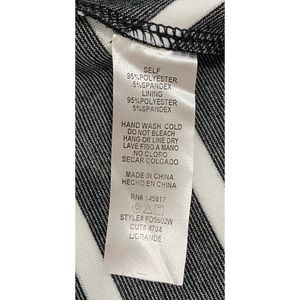 SELF
95%POLYESTER
5%SPANDEX
LINING
95%POLYESTER
5%SPANDEX
HAND WASH COLD
DO NOT BLEACH
HANG OR LINE DRY
LAVE FRIO A MANO
NO CLORO
SECAR COLGADO
MADE IN CHINA
HECHO EN CHINA
RN# 145817
STYLE# PD5602W
CUT# 4704
L/GRANDE